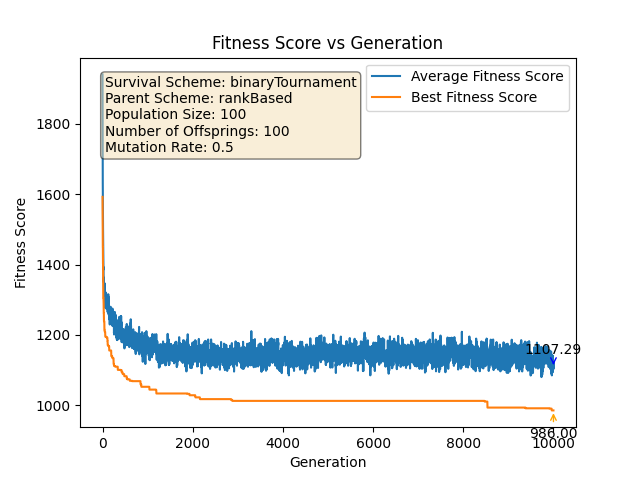 Fitness Score vs Generation
Survival Scheme: binaryTournament
Parent Scheme: rankBased
Population Size: 100
Number of Offsprings: 100
Mutation Rate: 0.5
Average Fitness Score
Best Fitness Score
Fitness Score
1800
1600
1400
1200
1000
1107.29
986.00
0
2000
4000
6000
8000
10000
Generation